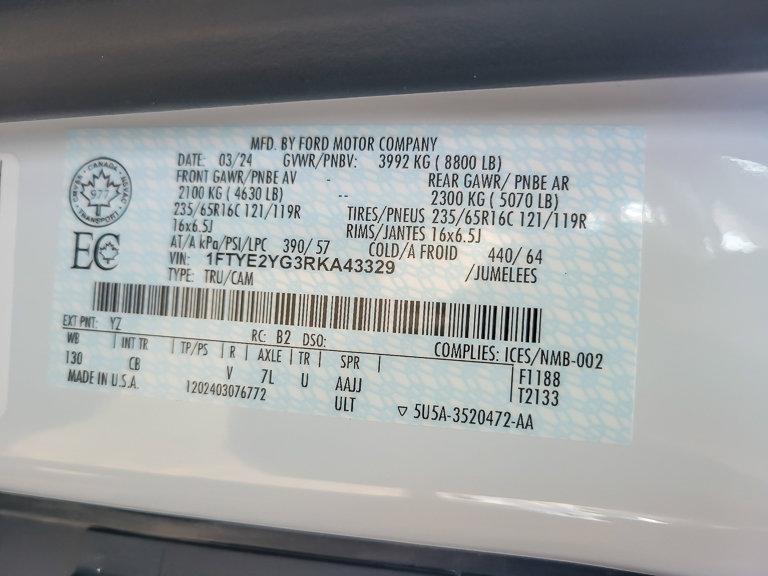 MFD. BY FORD MOTOR COMPANY
DATE: 03/24 GVWR/PNBV: 3992 KG ( 8800 LB)
FRONT GAWR/ PNBE AV - REAR GAWR/ PNBE AR
2100 KG ( 4630 LB) -- 2300 KG ( 5070 LB)
235/65R16C 121/119R TIRES/PNEUS 235/65R16C 121/119R
16x6.5J RIMS/JANTES 16x6.5J
AT/A kPa/PSI/LPC 390/ 57 COLD/A FROID 440/ 64
VIN: 1FTYE2YG3RKA43329 /JUMELEES
TYPE: TRU/CAM
CANADA
977
TRANSPORT
EC
EXT PNT: YZ RC: B2 DSO: COMPLIES: ICES/NMB-002
WB INT TR TP/PS R AXLE TR SPR F1188
130 CB V 7L U AAJJ T2133
MADE IN U.S.A. 1202403076772 ULT ▽ 5U5A-3520472-AA